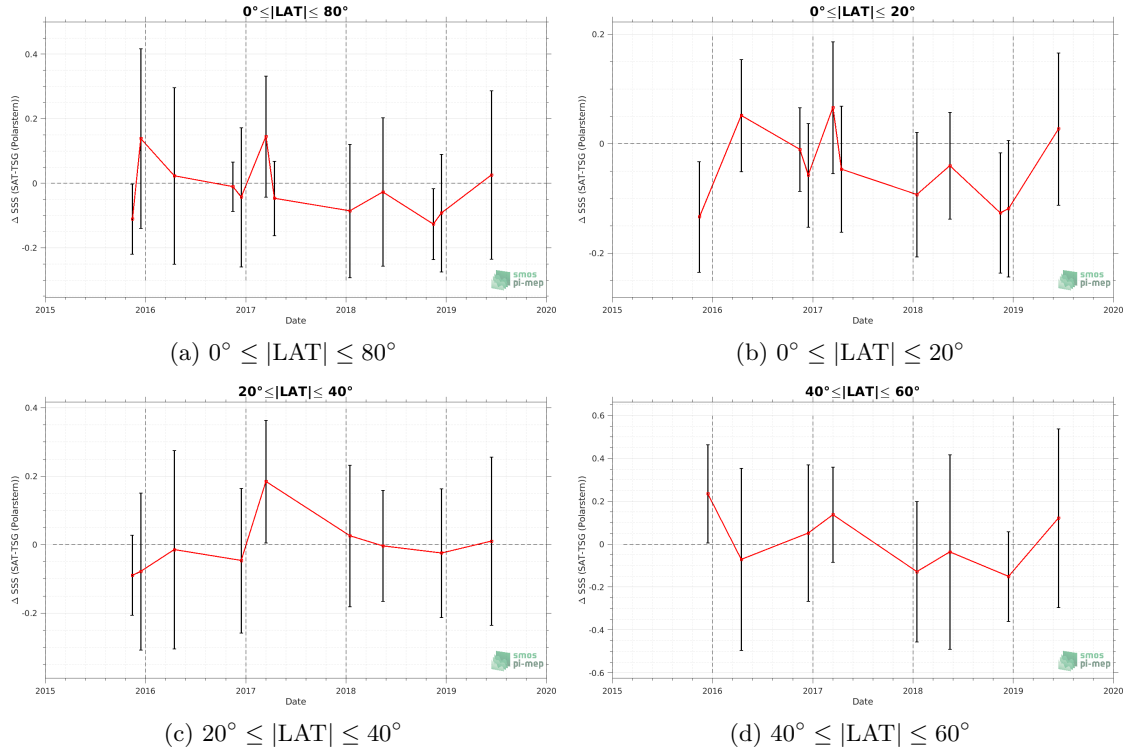 0°≤|LAT|≤ 80°
Δ SSS (SAT-TSG (Polarstern))
0.4
0.2
0
-0.2
2015 2016 2017 2018 2019 2020
Date
smos
pi-mep
(a) 0° ≤ |LAT| ≤ 80°
0°≤|LAT|≤ 20°
Δ SSS (SAT-TSG (Polarstern))
0.2
0
-0.2
2015 2016 2017 2018 2019 2020
Date
smos
pi-mep
(b) 0° ≤ |LAT| ≤ 20°
20°≤|LAT|≤ 40°
Δ SSS (SAT-TSG (Polarstern))
0.4
0.2
0
-0.2
2015 2016 2017 2018 2019 2020
Date
smos
pi-mep
(c) 20° ≤ |LAT| ≤ 40°
40°≤|LAT|≤ 60°
Δ SSS (SAT-TSG (Polarstern))
0.6
0.4
0.2
0
-0.2
-0.4
-0.6
2015 2016 2017 2018 2019 2020
Date
smos
pi-mep
(d) 40° ≤ |LAT| ≤ 60°